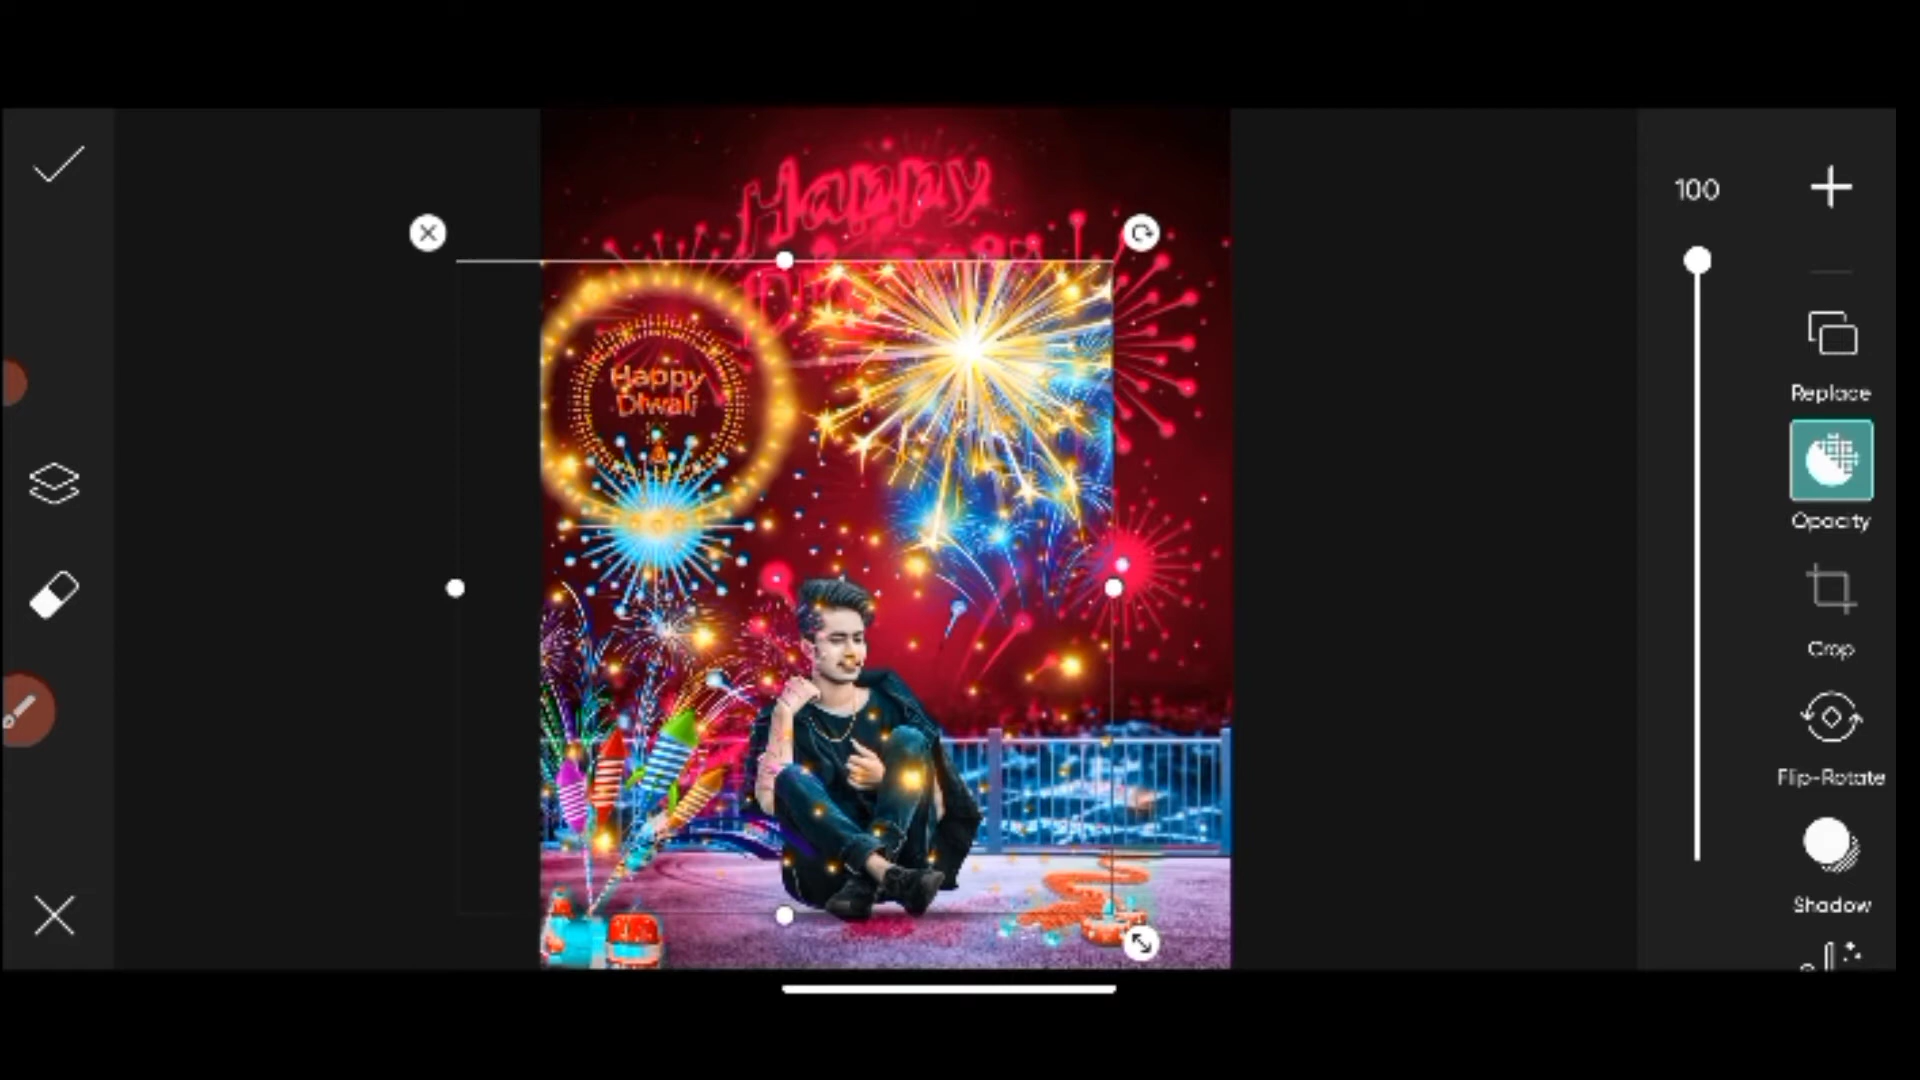 Happy
100
Happy
Diwali
Replace
Opacity
Crop
Flip-Rotate
Shadow